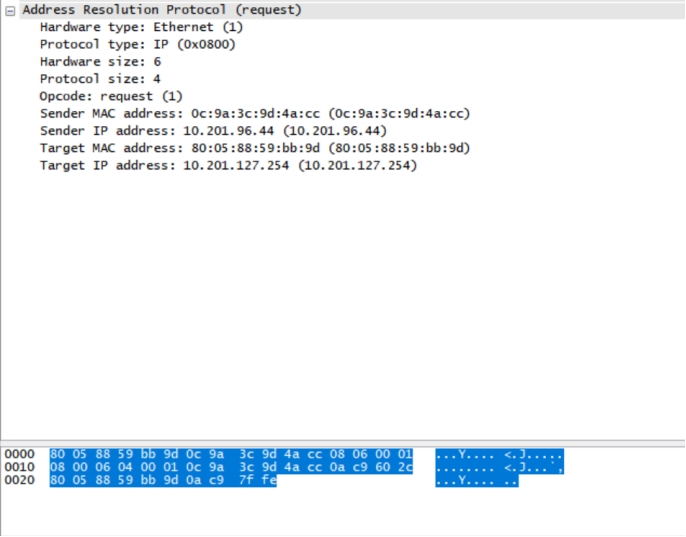 Address Resolution Protocol (request)
Hardware type: Ethernet (1)
Protocol type: IP (0x0800)
Hardware size: 6
Protocol size: 4
Opcode: request (1)
Sender MAC address: 0c:9a:3c:9d:4a:cc (0c:9a:3c:9d:4a:cc)
Sender IP address: 10.201.96.44 (10.201.96.44)
Target MAC address: 80:05:88:59:bb:9d (80:05:88:59:bb:9d)
Target IP address: 10.201.127.254 (10.201.127.254)
0000 80 05 88 59 bb 9d 0c 9a 3c 9d 4a cc 08 06 00 01 ...Y.... <.J.....
0010 08 00 06 04 00 01 0c 9a 3c 9d 4a cc 0a c9 60 2c ........ <.J...`,
0020 80 05 88 59 bb 9d 0a c9 7f fe ...Y.... ..